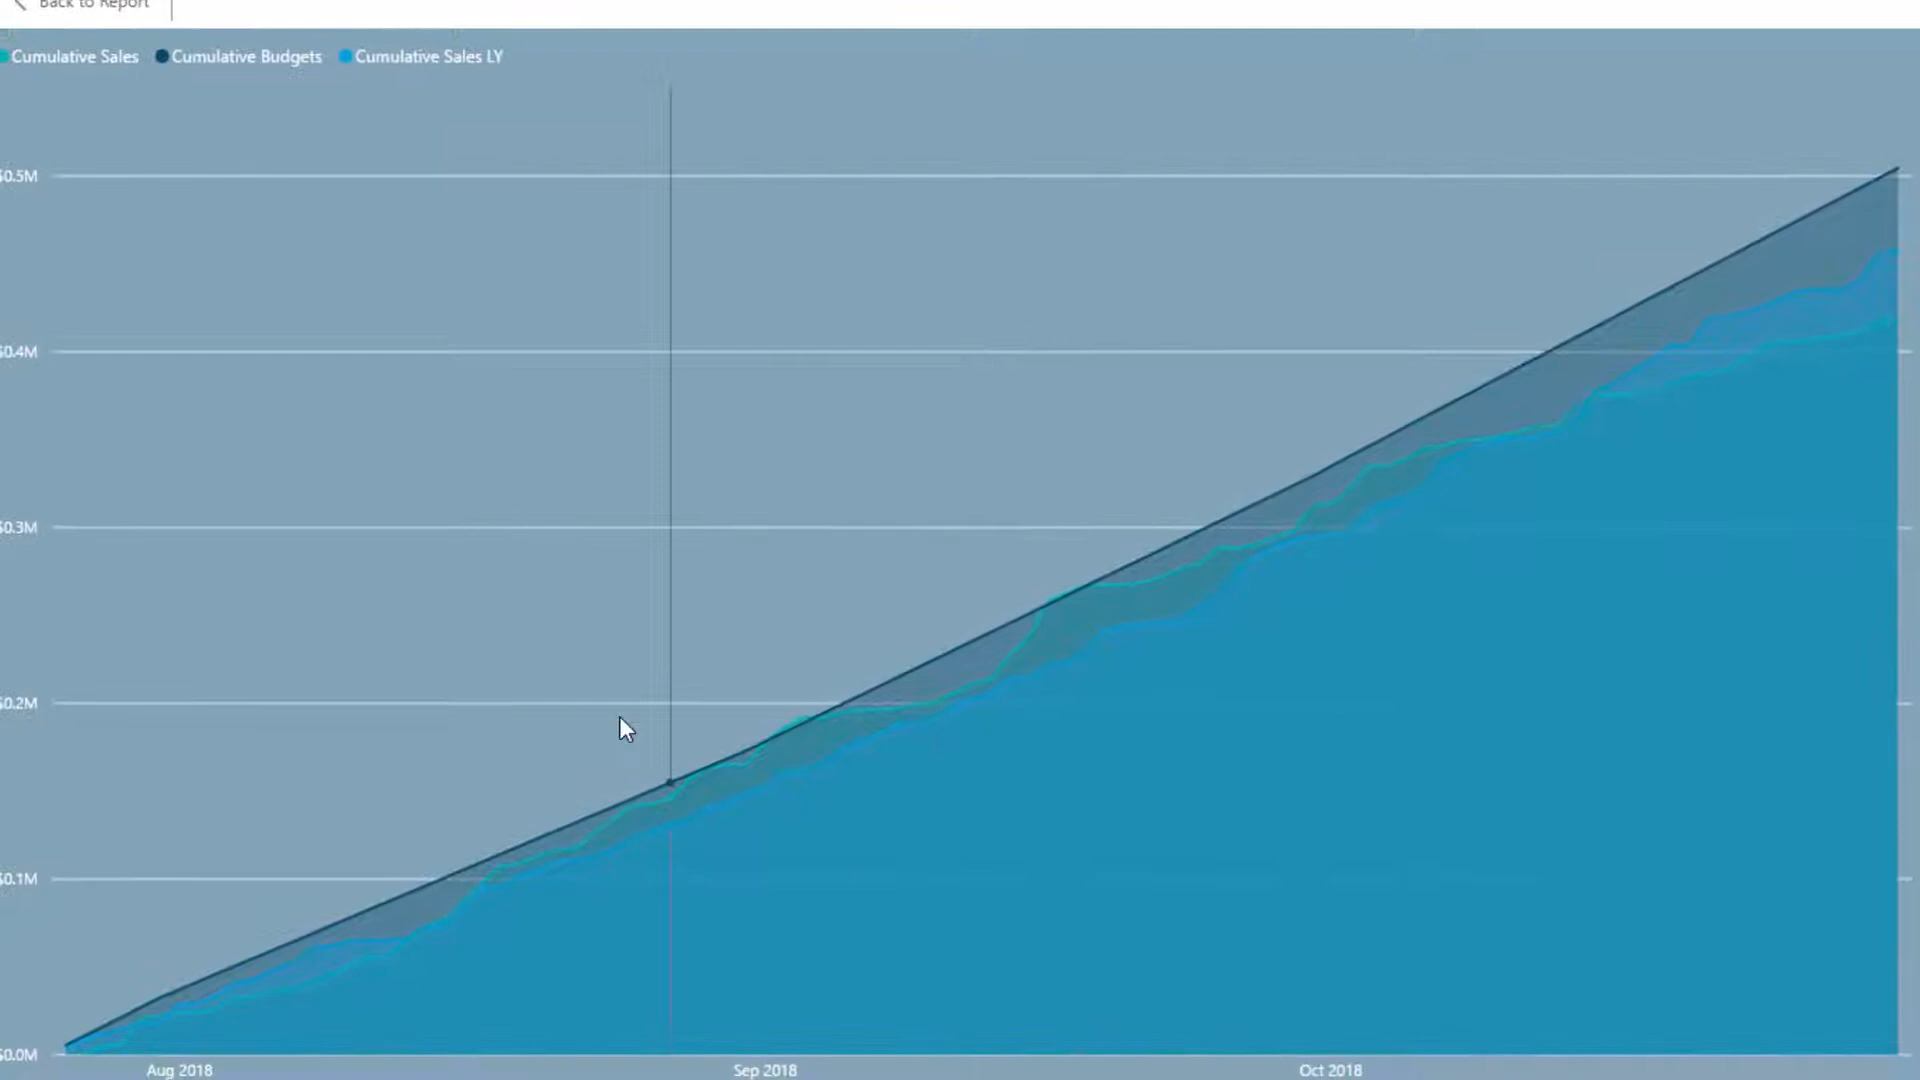 Back to Report
Cumulative Sales Cumulative Budgets Cumulative Sales LY
$0.5M
$0.4M
$0.3M
$0.2M
$0.1M
$0.0M
Aug 2018 Sep 2018 Oct 2018